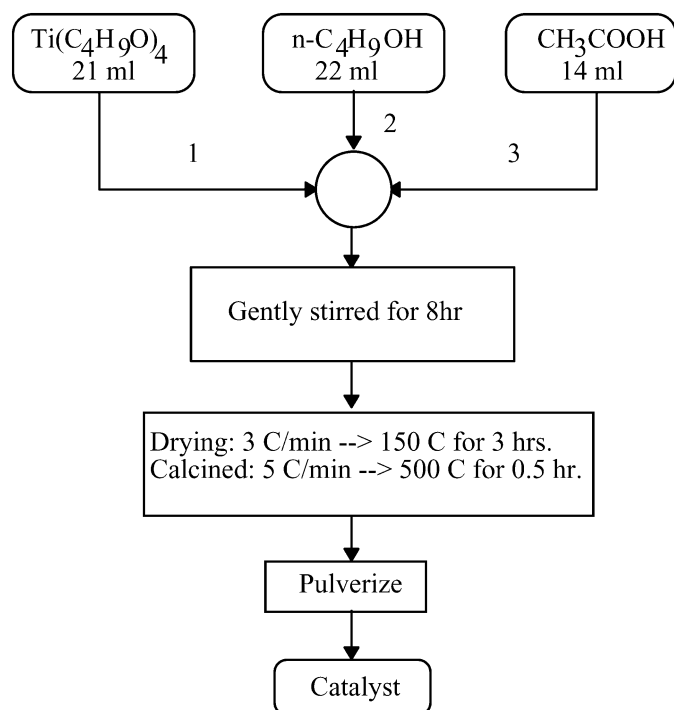 Ti(C4H9O)4
21 ml
n-C4H9OH
22 ml
CH3COOH
14 ml
1
2
3
Gently stirred for 8hr
Drying: 3 C/min --> 150 C for 3 hrs.
Calcined: 5 C/min --> 500 C for 0.5 hr.
Pulverize
Catalyst